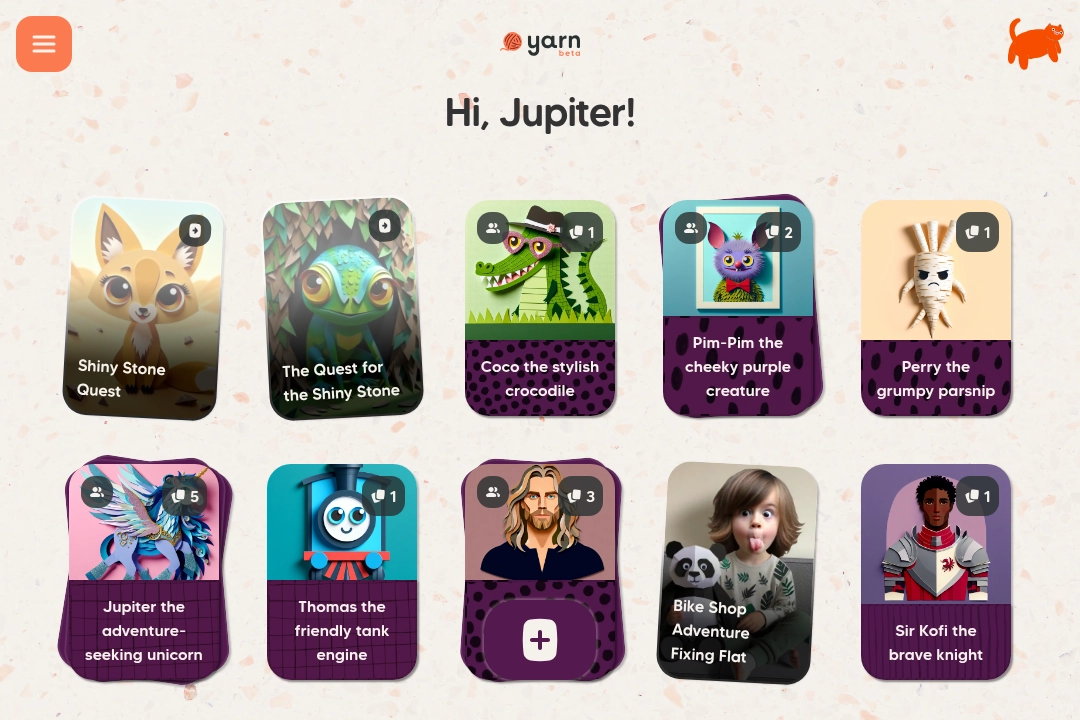 yarn
beta
Hi, Jupiter!
Shiny Stone
Quest
The Quest for
the Shiny Stone
1
Coco the stylish
crocodile
2
Pim-Pim the
cheeky purple
creature
1
Perry the
grumpy parsnip
5
Jupiter the
adventure-
seeking unicorn
1
Thomas the
friendly tank
engine
3
Bike Shop
Adventure
Fixing Flat
1
Sir Kofi the
brave knight